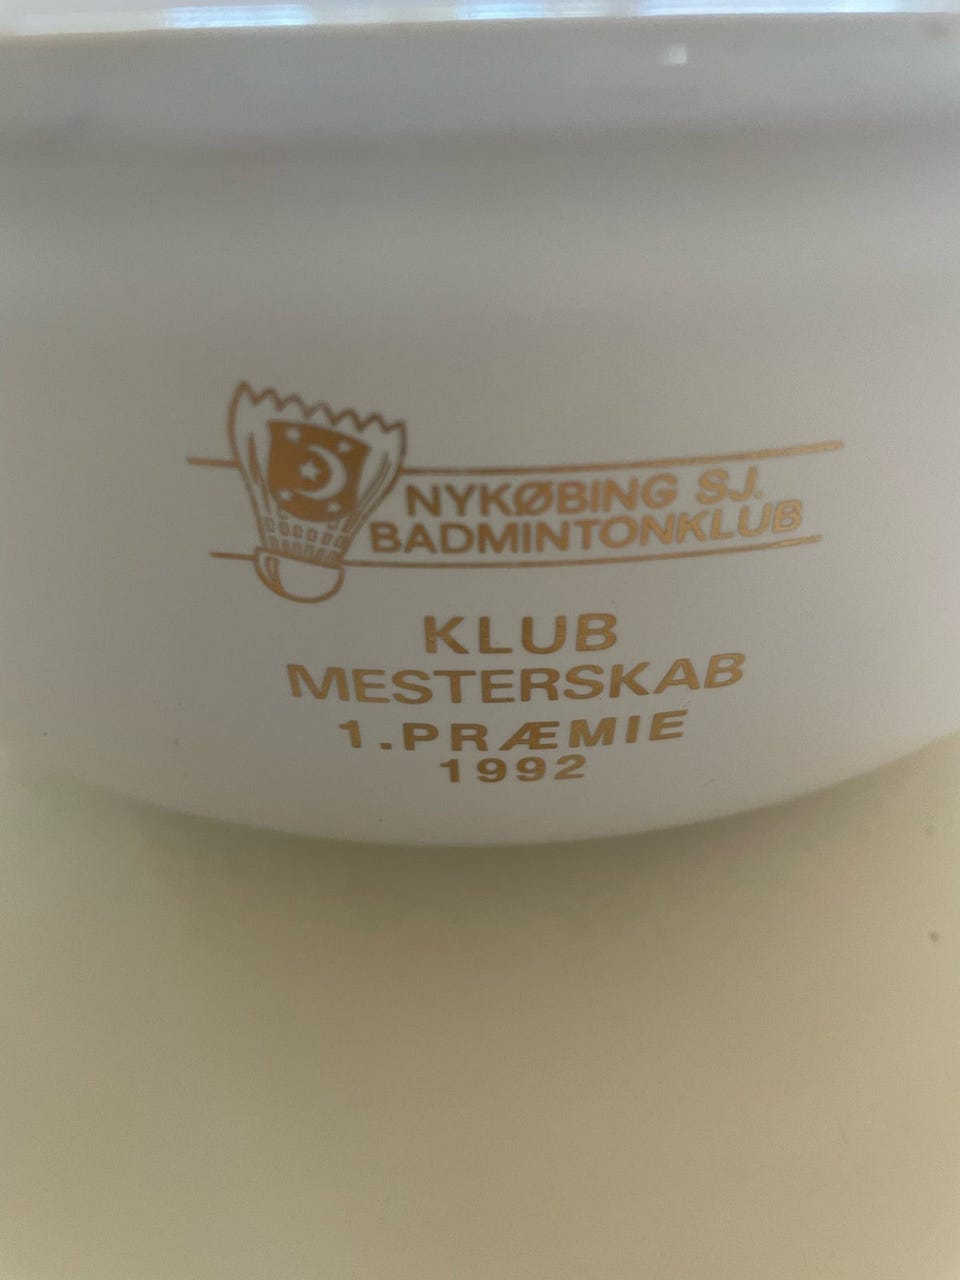 NYKØBING SJ.
BADMINTONKLUB
KLUB
MESTERSKAB
1.PRÆMIE
1992